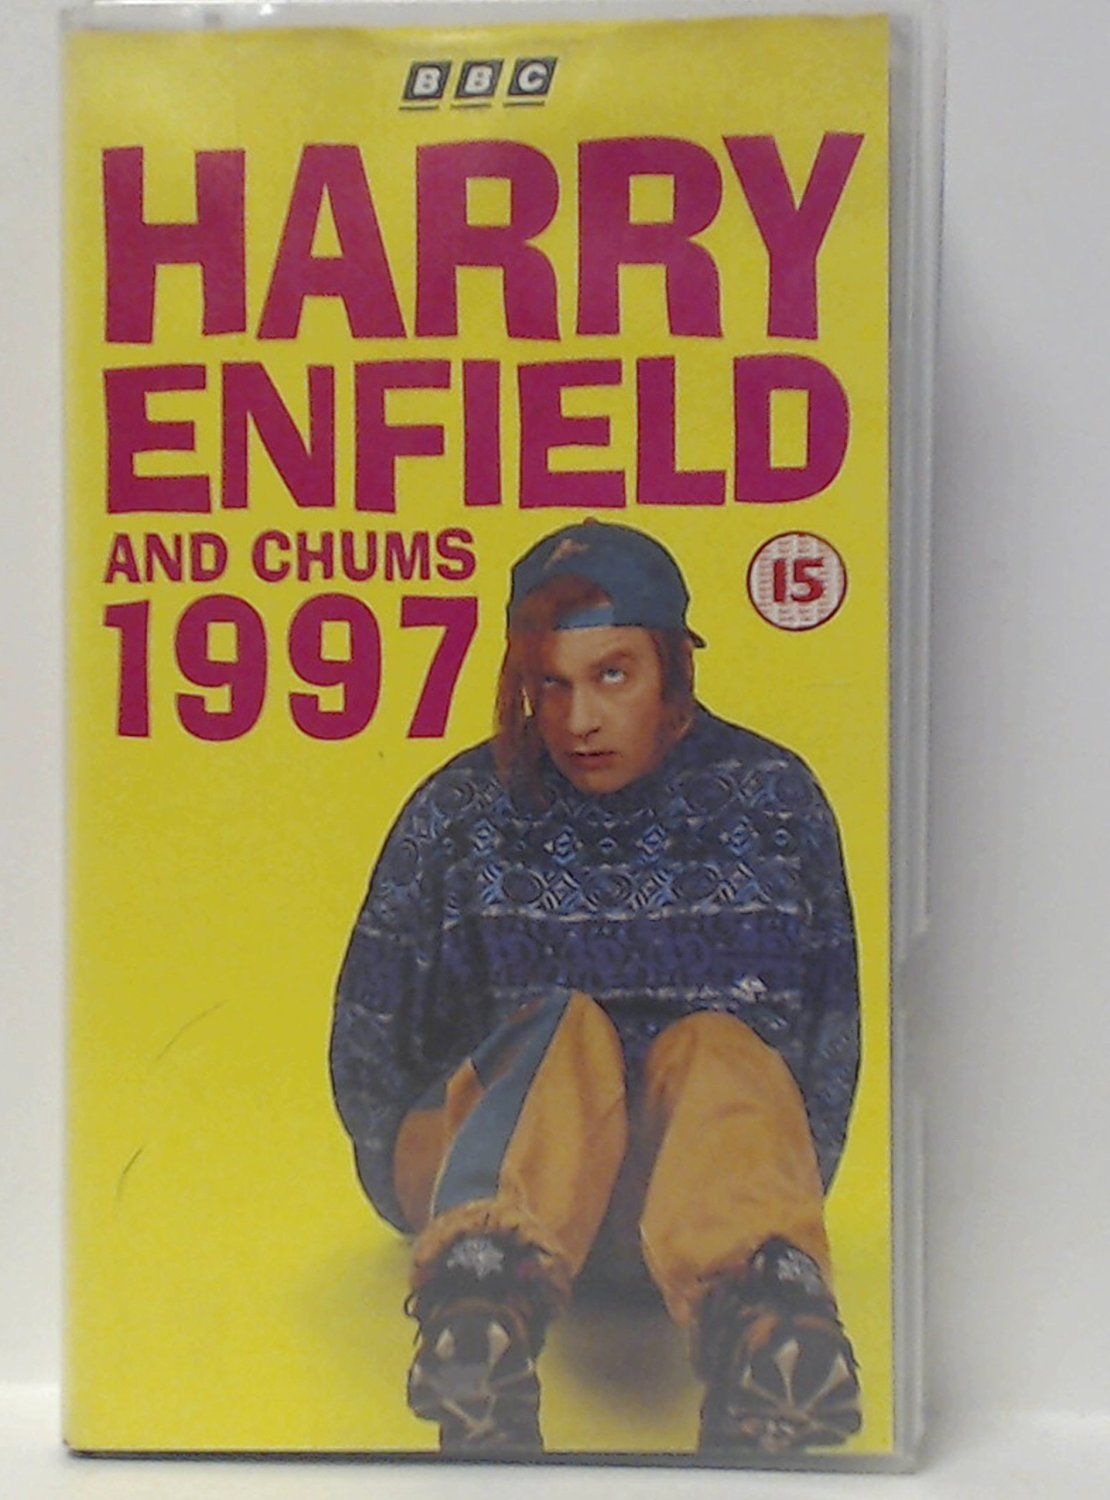 BBC
HARRY
ENFIELD
AND CHUMS
1997
15